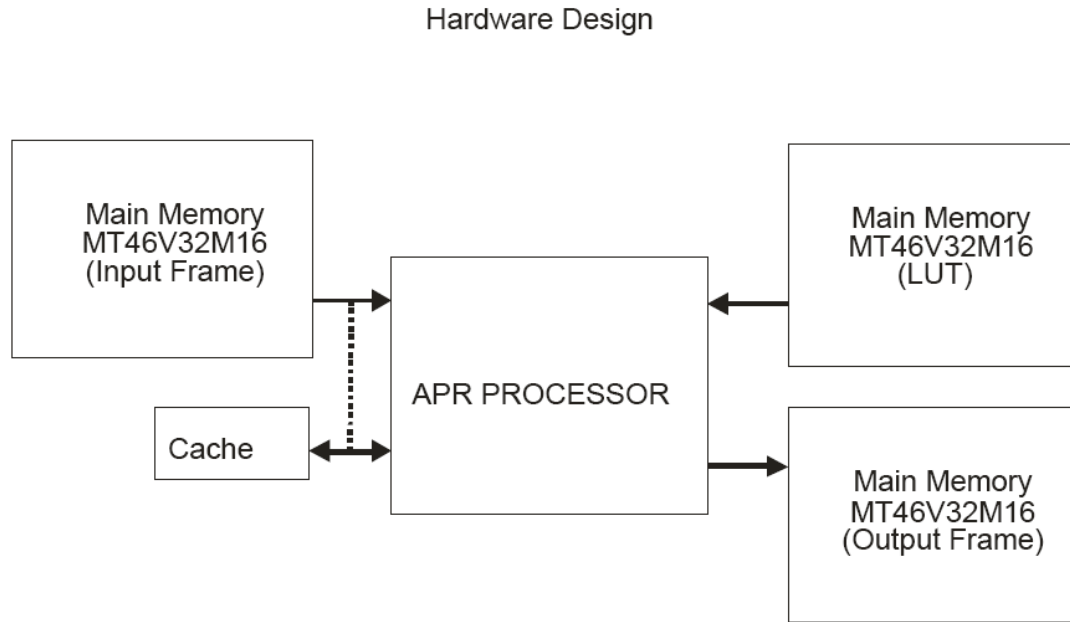 Hardware Design
Main Memory
MT46V32M16
(Input Frame)
Main Memory
MT46V32M16
(LUT)
APR PROCESSOR
Cache
Main Memory
MT46V32M16
(Output Frame)